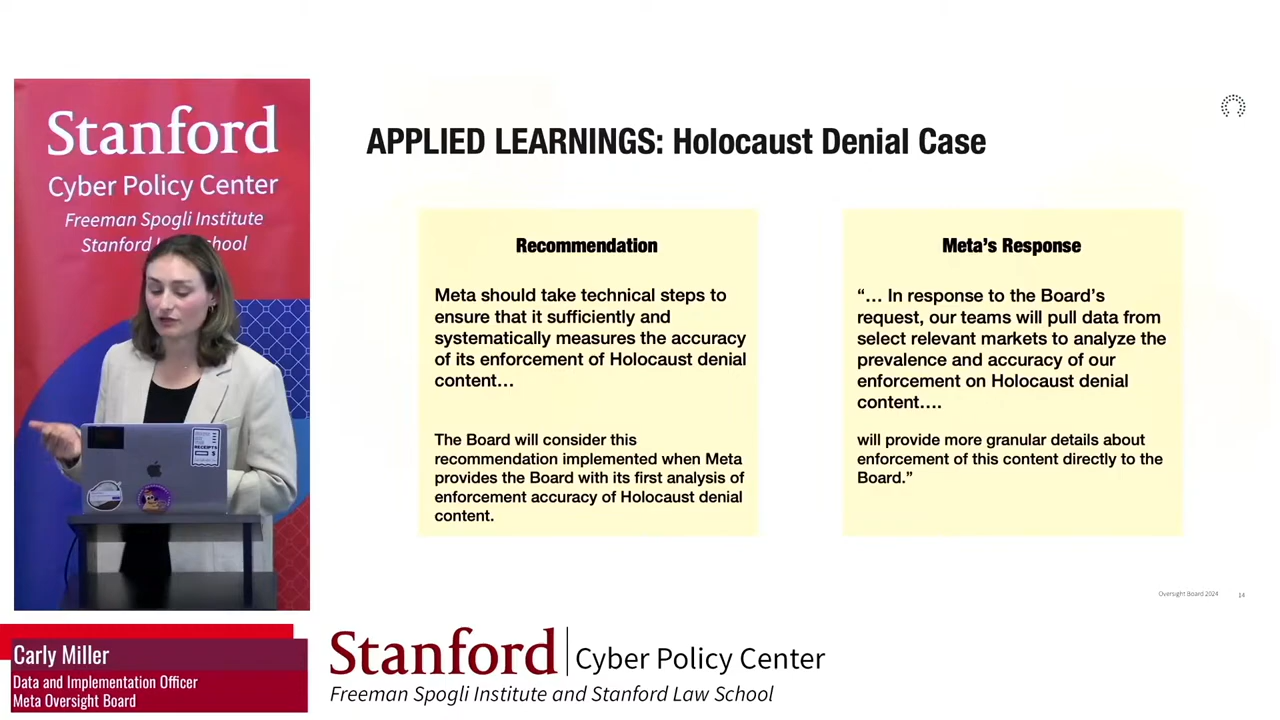 Stanford
Cyber Policy Center
Freeman Spogli Institute
Stanford School
APPLIED LEARNINGS: Holocaust Denial Case
Recommendation
Meta should take technical steps to
ensure that it sufficiently and
systematically measures the accuracy
of its enforcement of Holocaust denial
content…
The Board will consider this
recommendation implemented when Meta
provides the Board with its first analysis of
enforcement accuracy of Holocaust denial
content.
Meta’s Response
“… In response to the Board’s
request, our teams will pull data from
select relevant markets to analyze the
prevalence and accuracy of our
enforcement on Holocaust denial
content….
will provide more granular details about
enforcement of this content directly to the
Board.”
Oversight Board 2024
14
RECEIPTS
Carly Miller
Data and Implementation Officer
Meta Oversight Board
Stanford
Cyber Policy Center
Freeman Spogli Institute and Stanford Law School